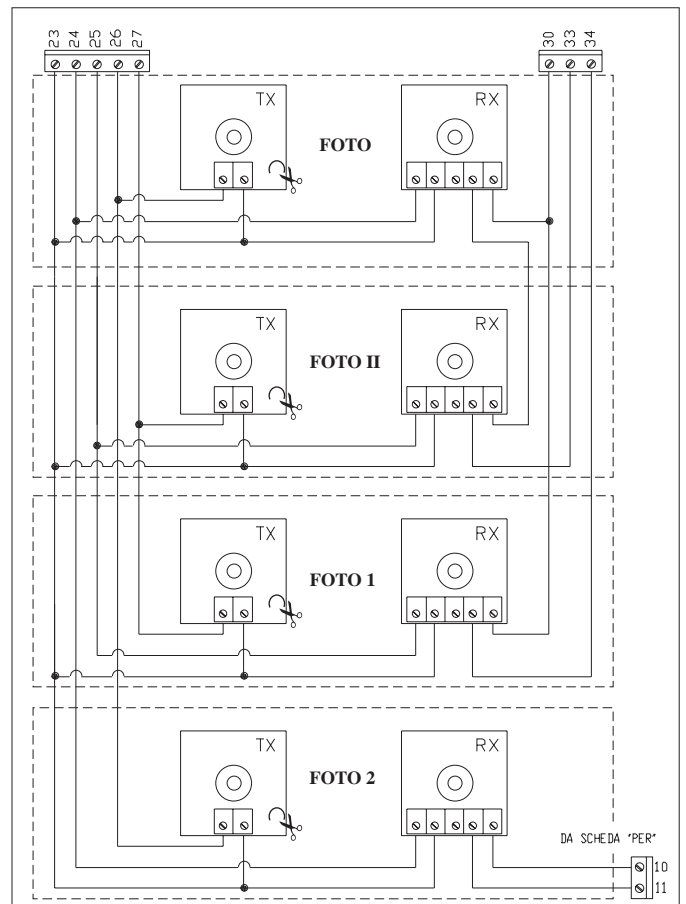 23 24 25 26 27
30 33 34
TX FOTO RX
TX FOTO II RX
TX FOTO 1 RX
TX FOTO 2 RX
DA SCHEDA "PER"
10
11